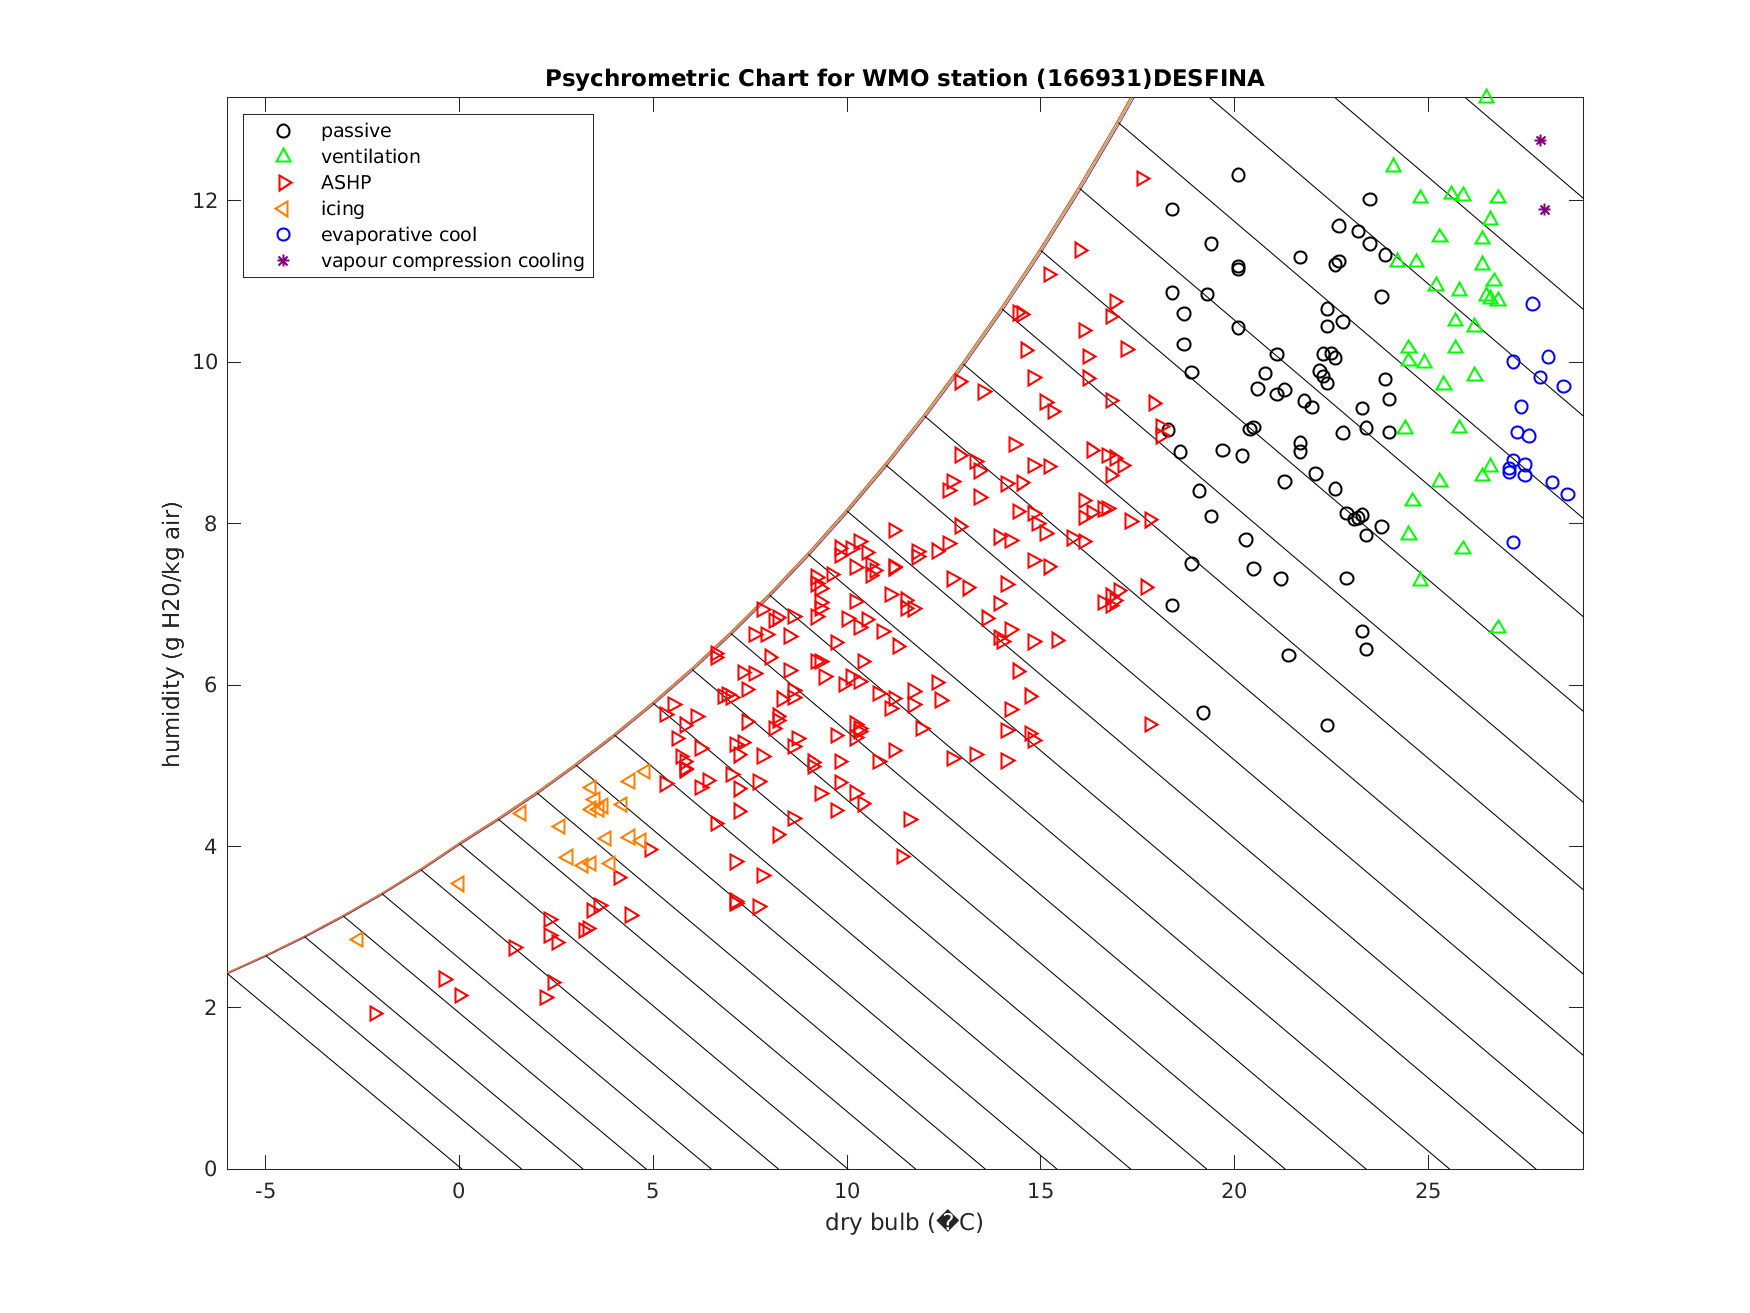 Psychrometric Chart for WMO station (166931)DESFINA
passive
ventilation
ASHP
icing
evaporative cool
vapour compression cooling
humidity (g H20/kg air)
12
10
8
6
4
2
0
-5 0 5 10 15 20 25
dry bulb (�C)